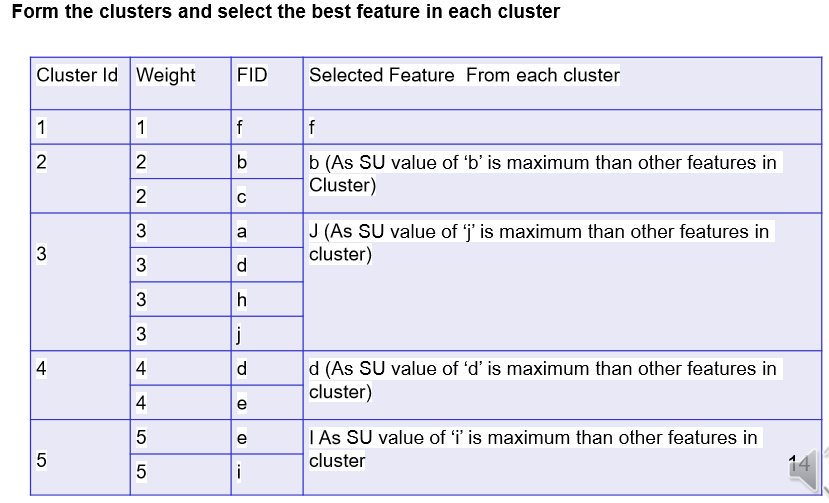 Form the clusters and select the best feature in each cluster
Cluster Id Weight FID Selected Feature From each cluster
1 1 f f
2 2 b b (As SU value of ‘b’ is maximum than other features in
Cluster)
2 c
3 3 a J (As SU value of ‘j’ is maximum than other features in
cluster)
3 d
3 h
3 j
4 4 d d (As SU value of ‘d’ is maximum than other features in
cluster)
4 e
5 5 e I As SU value of ‘i’ is maximum than other features in
cluster
5 i
14